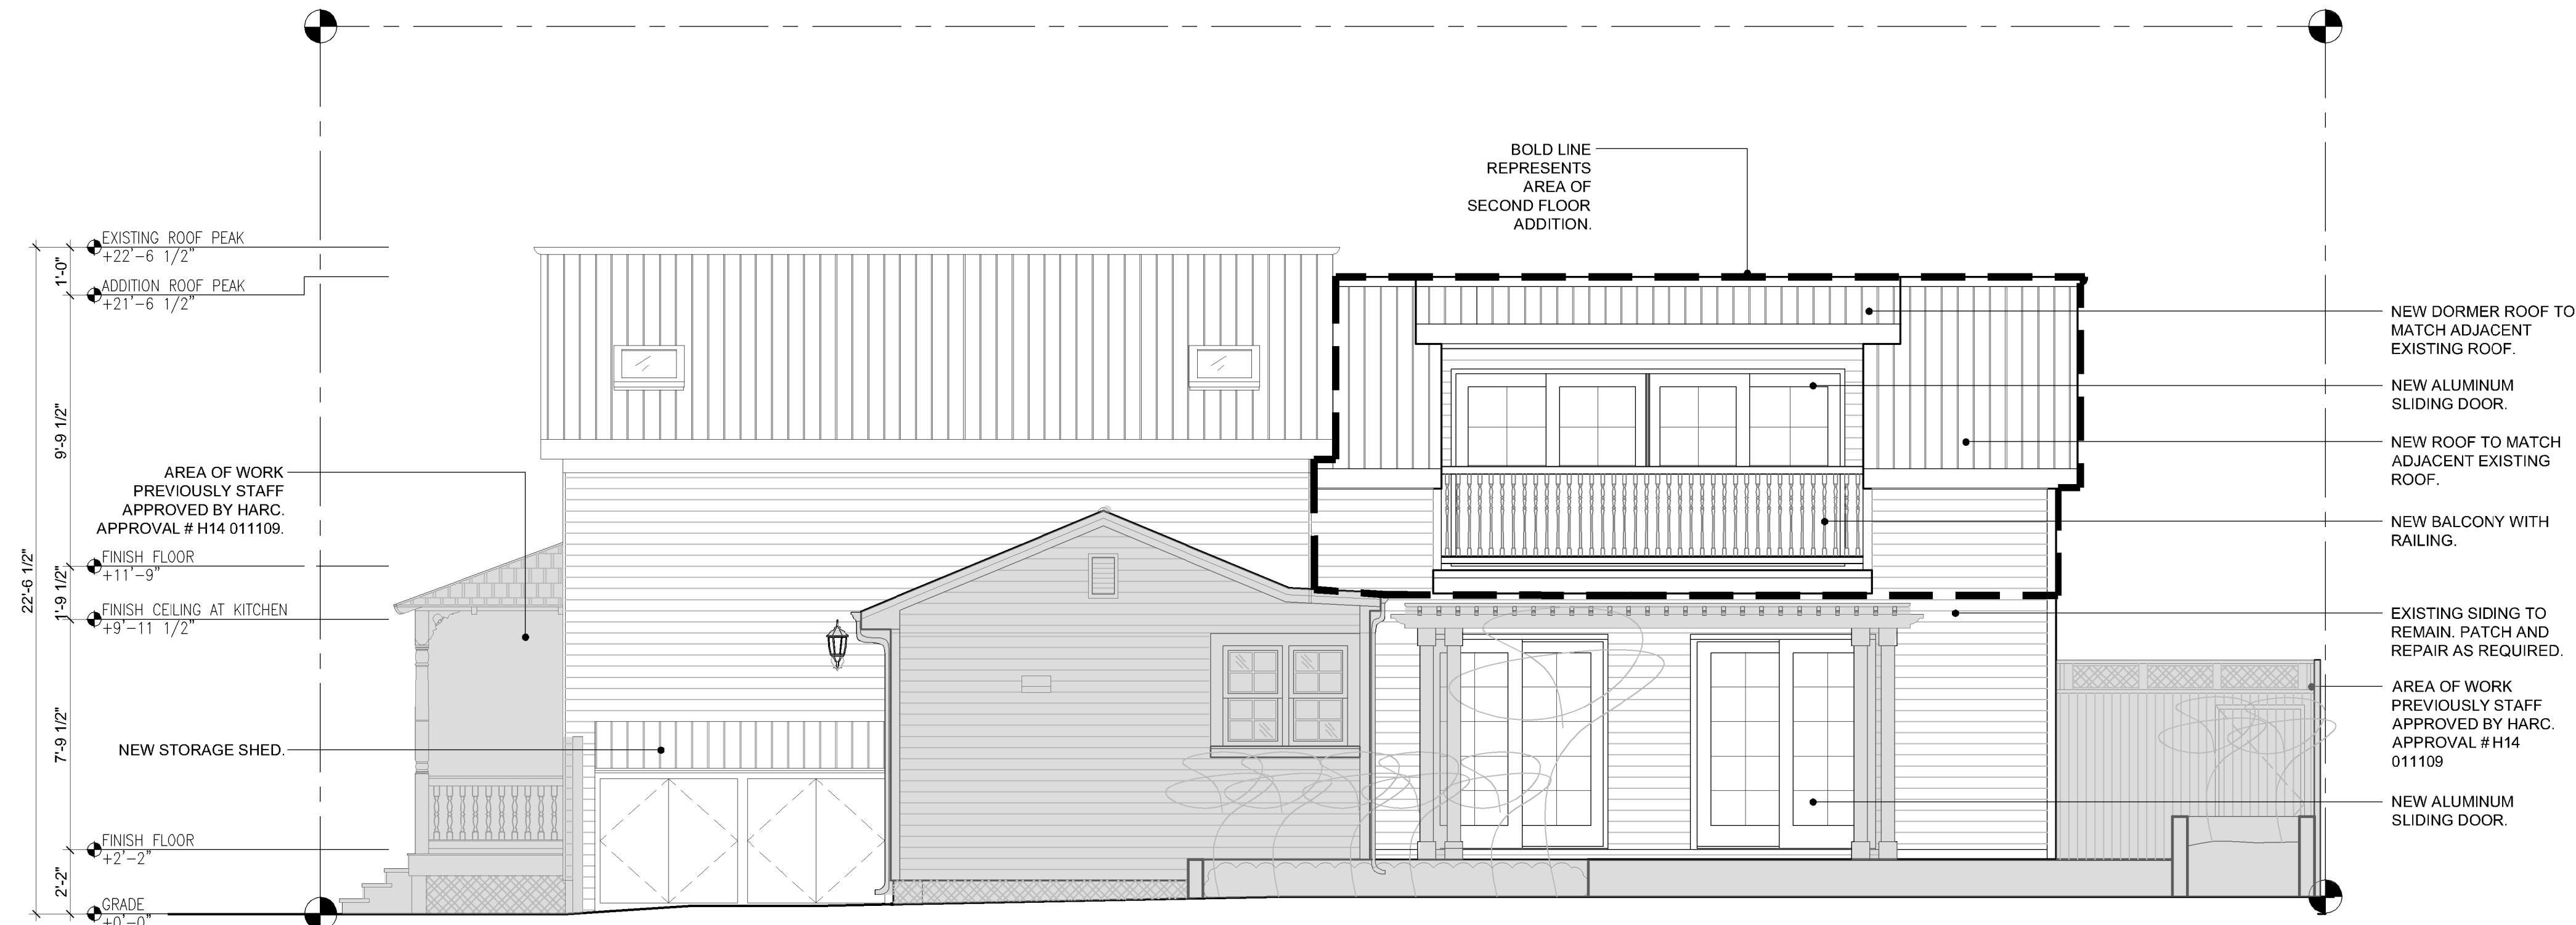 BOLD LINE
REPRESENTS
AREA OF
SECOND FLOOR
ADDITION.
EXISTING ROOF PEAK
+22'-6 1/2"
ADDITION ROOF PEAK
+21'-6 1/2"
1'-0"
9'-9 1/2"
22'-6 1/2"
AREA OF WORK
PREVIOUSLY STAFF
APPROVED BY HARC.
APPROVAL # H14 011109.
FINISH FLOOR
+11'-9"
1'-9 1/2"
FINISH CEILING AT KITCHEN
+9'-11 1/2"
7'-9 1/2"
NEW STORAGE SHED.
FINISH FLOOR
+2'-2"
2'-2"
GRADE
+0'-0"
NEW DORMER ROOF TO
MATCH ADJACENT
EXISTING ROOF.
NEW ALUMINUM
SLIDING DOOR.
NEW ROOF TO MATCH
ADJACENT EXISTING
ROOF.
NEW BALCONY WITH
RAILING.
EXISTING SIDING TO
REMAIN. PATCH AND
REPAIR AS REQUIRED.
AREA OF WORK
PREVIOUSLY STAFF
APPROVED BY HARC.
APPROVAL # H14
011109
NEW ALUMINUM
SLIDING DOOR.